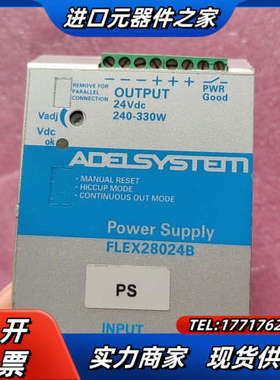 进口元器件之家
REMOVE FOR
PARALLEL
CONNECTION
OUTPUT
24Vdc
240-330W
- - - + + +
PWR
Good
Vadj
Vdc
ok
ADELSYSTEM
- MANUAL RESET
- HICCUP MODE
- CONTINUOUS OUT MODE
Power Supply
FLEX28024B
PS
INPUT
开
票
TEL:1771762
实力商家
现货供